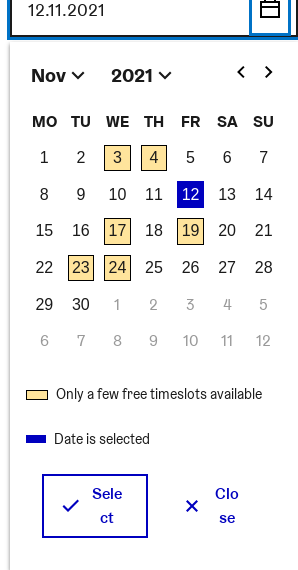 12.11.2021
Nov 2021
MO TU WE TH FR SA SU
1 2 3 4 5 6 7
8 9 10 11 12 13 14
15 16 17 18 19 20 21
22 23 24 25 26 27 28
29 30 1 2 3 4 5
6 7 8 9 10 11 12
Only a few free timeslots available
Date is selected
Sele
ct
Clo
se